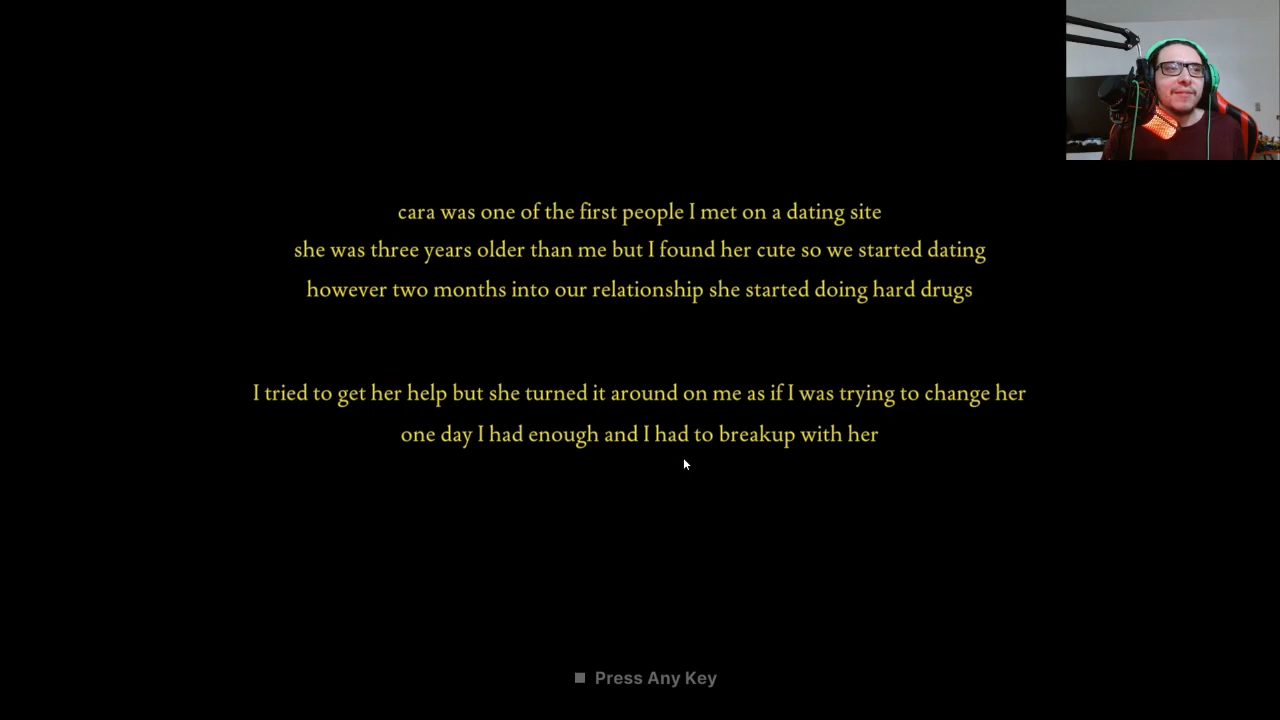 cara was one of the first people I met on a dating site
she was three years older than me but I found her cute so we started dating
however two months into our relationship she started doing hard drugs
I tried to get her help but she turned it around on me as if I was trying to change her
one day I had enough and I had to breakup with her
Press Any Key